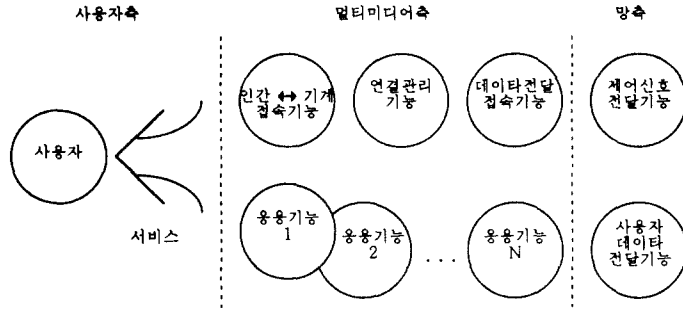 사용자측
멀티미디어측
망측
인간 ↔ 기계
접속기능
연결관리
기능
데이타전달
접속기능
제어신호
전달기능
사용자
서비스
응용기능
1
응용기능
2
. . .
응용기능
N
사용자
데이타
전달기능